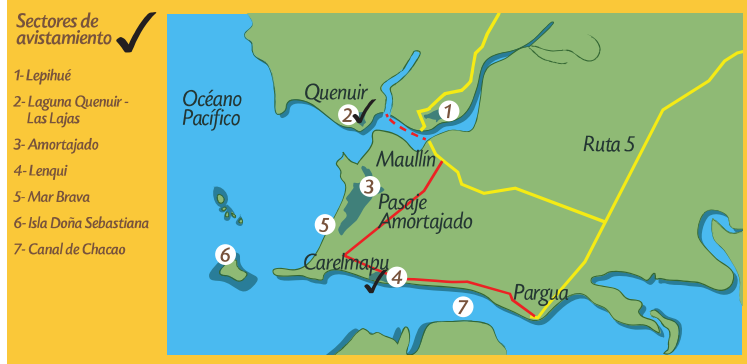 Sectores de
avistamiento
1- Lepihué
2- Laguna Quenuir -
Las Lajas
3- Amortajado
4- Lenqui
5- Mar Brava
6- Isla Doña Sebastiana
7- Canal de Chacao
Océano
Pacífico
Quenuir
2
1
Maullín
Ruta 5
3
Pasaje
Amortajado
5
6
Carelmapu
4
7
Pargua